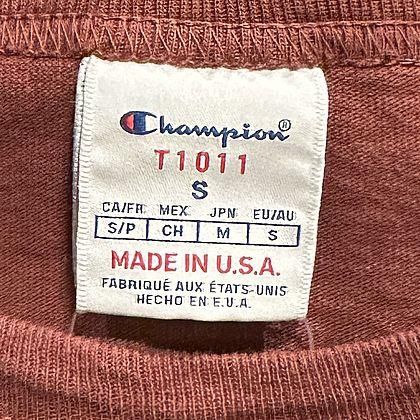 Champion®
T1011
S
CA/FR MEX JPN EU/AU
S/P CH M S
MADE IN U.S.A.
FABRIQUÉ AUX ÉTATS-UNIS
HECHO EN E.U.A.